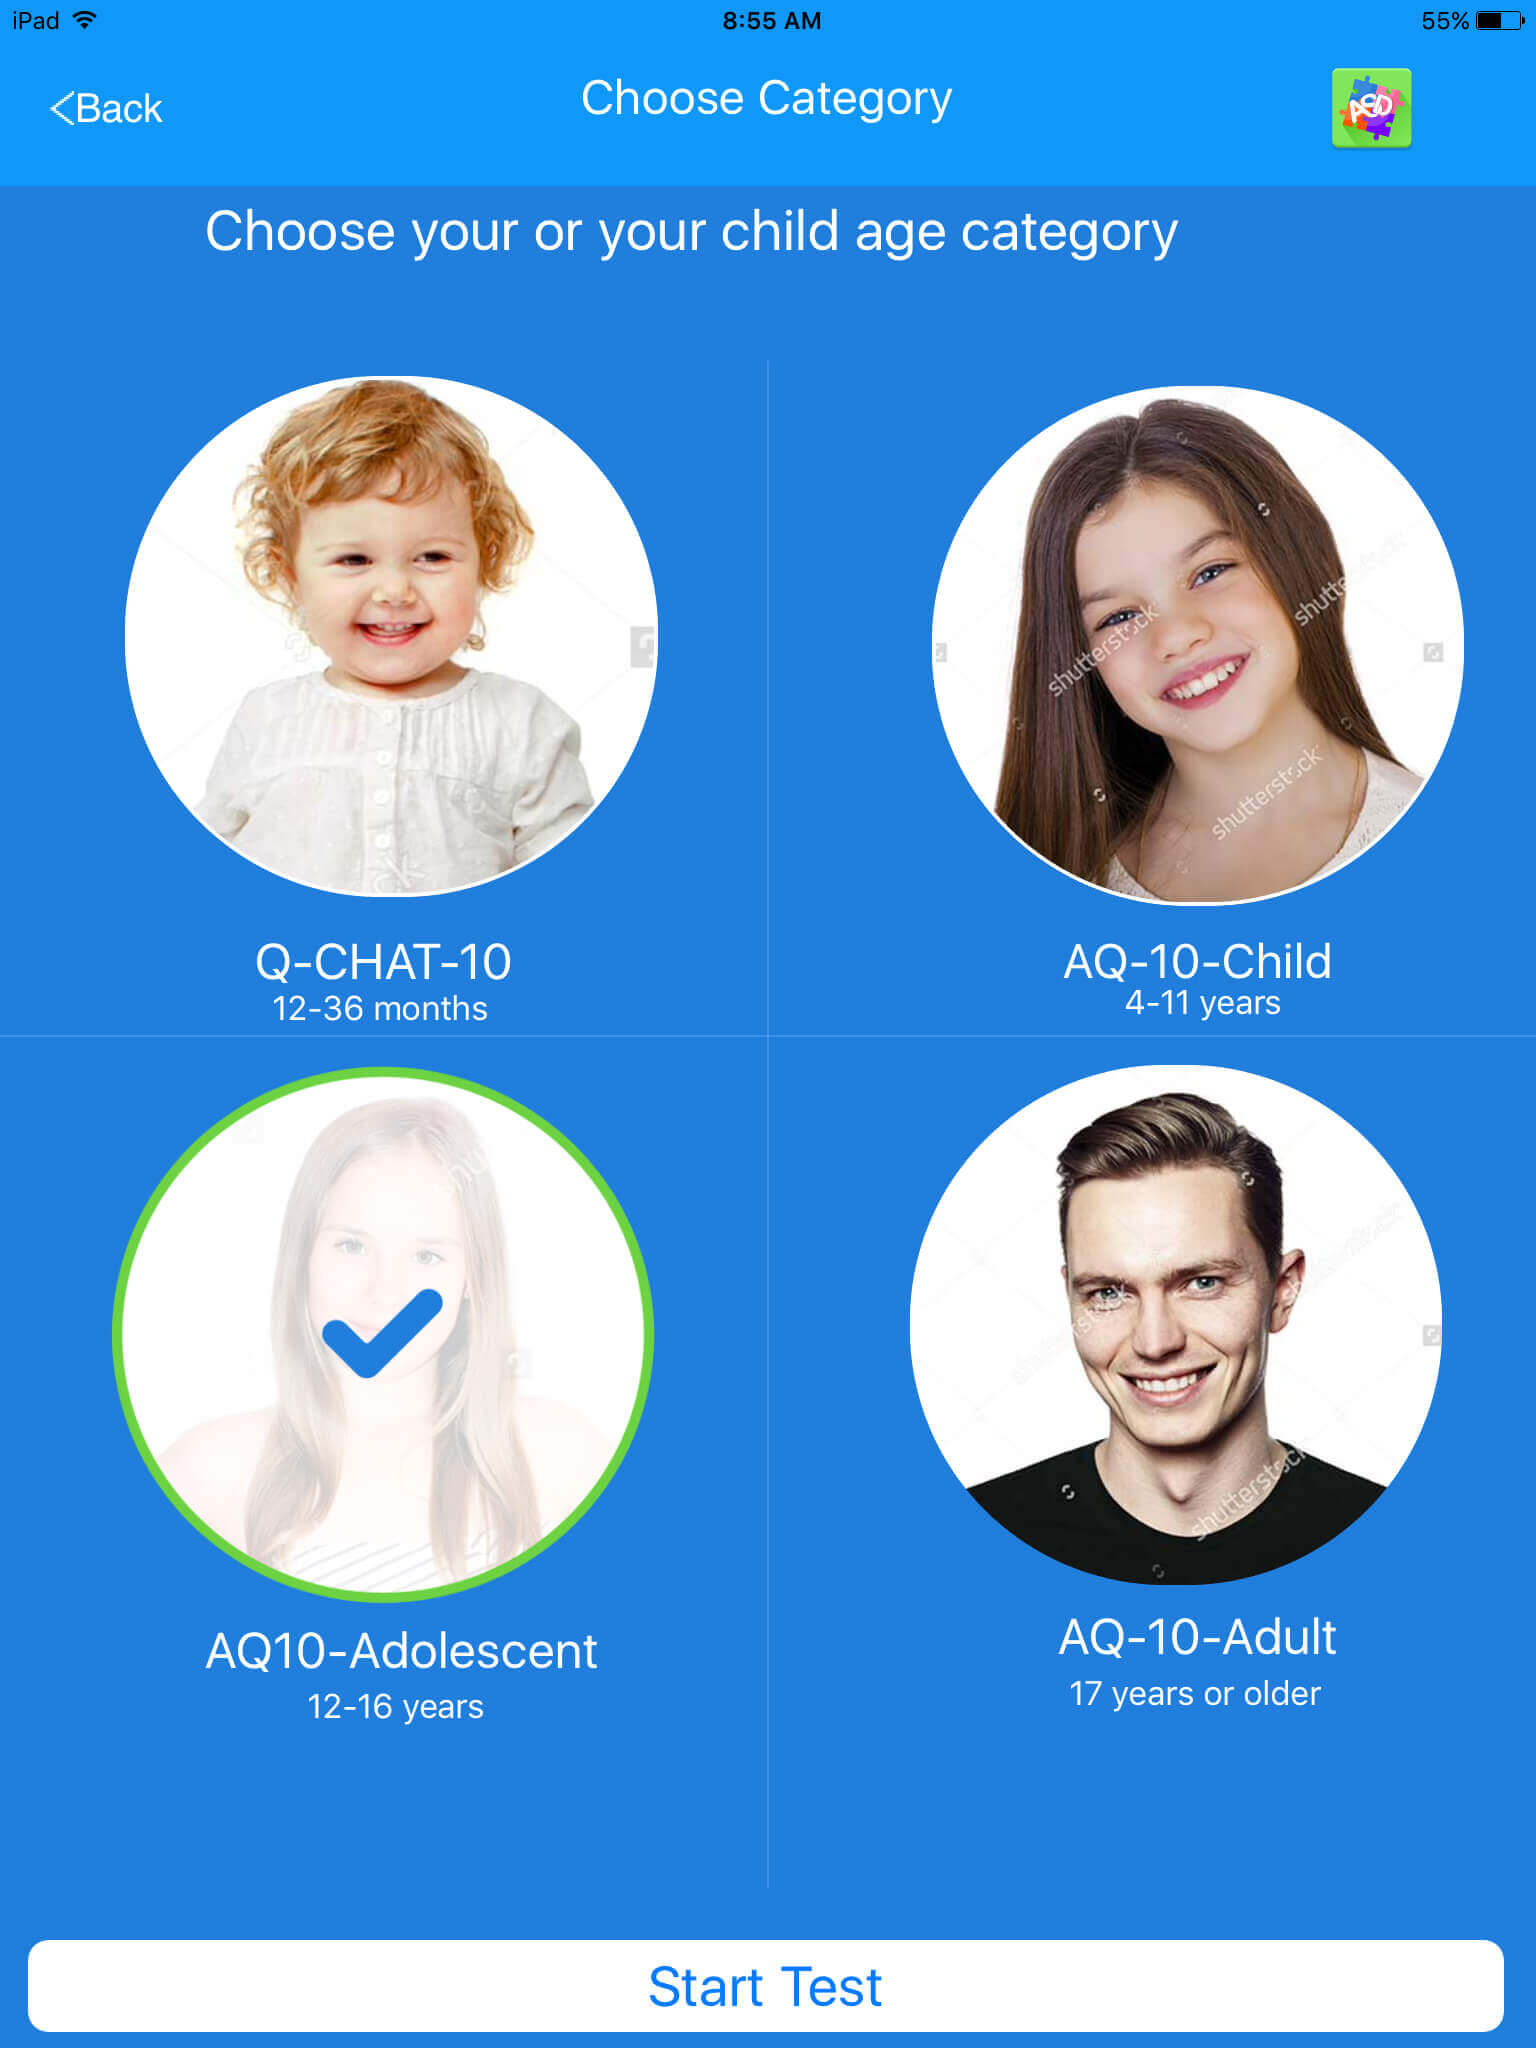 iPad 8:55 AM 55%
<Back Choose Category ASD
Choose your or your child age category
shutterstock
shutterstock
shutterstock
Q-CHAT-10 AQ-10-Child
12-36 months 4-11 years
shutterstock
AQ10-Adolescent AQ-10-Adult
12-16 years 17 years or older
Start Test